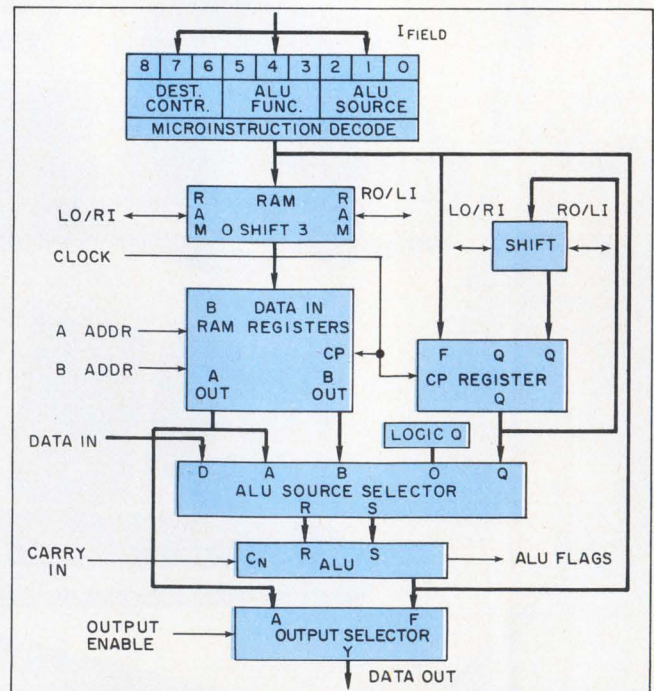 I FIELD
8 7 6 5 4 3 2 1 0
DEST. CONTR.
ALU FUNC.
ALU SOURCE
MICROINSTRUCTION DECODE
LO/RI
RAM
RAM
O SHIFT 3
RAM
RO/LI
LO/RI
RO/LI
SHIFT
CLOCK
B DATA IN
RAM REGISTERS
A ADDR
CP
B ADDR
A OUT
B OUT
F Q Q
CP REGISTER
Q
DATA IN
LOGIC Q
D A B O Q
ALU SOURCE SELECTOR
R S
CARRY IN
CN R S
ALU
ALU FLAGS
OUTPUT ENABLE
A F
OUTPUT SELECTOR
Y
DATA OUT